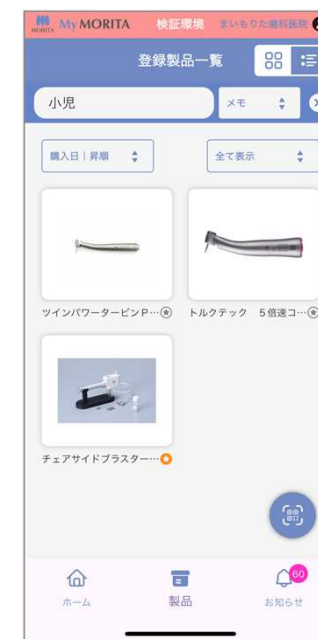 MORITA My MORITA 検証環境 まいもりた歯科医院
登録製品一覧
小児 メモ
購入日｜昇順 全て表示
ツインパワータービンP… トルクテック 5倍速コ…
チェアサイドブラスター…
60
ホーム 製品 お知らせ